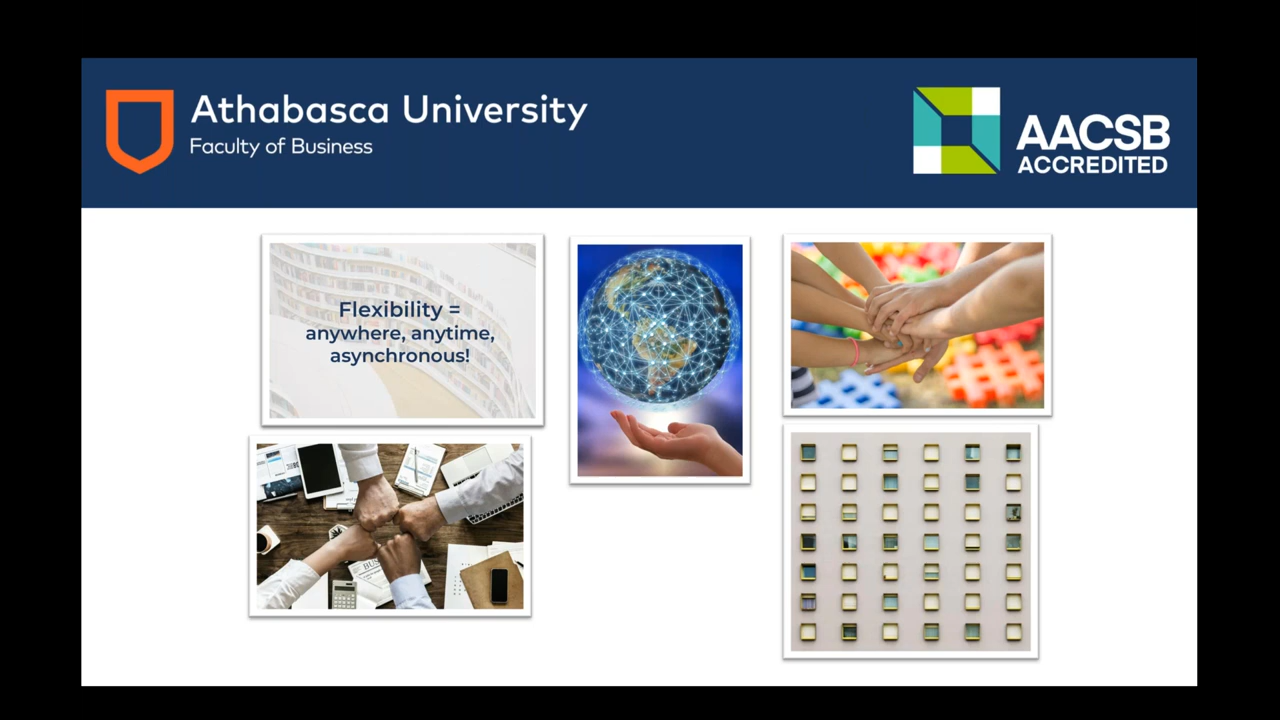 Athabasca University
Faculty of Business
AACSB
ACCREDITED
Flexibility =
anywhere, anytime,
asynchronous!